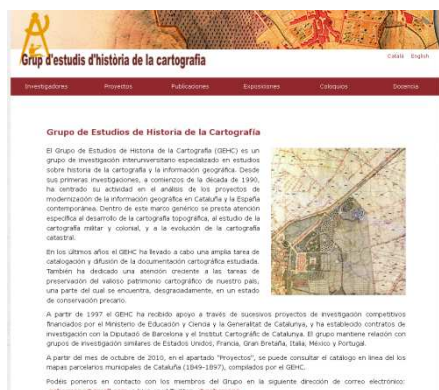 Grup d'estudis d'història de la cartografia
Català English
Investigadores Proyectos Publicaciones Exposiciones Coloquios Docencia
Grupo de Estudios de Historia de la Cartografía
El Grupo de Estudios de Historia de la Cartografía (GEHC) es un
grupo de investigación interuniversitario especializado en estudios
sobre historia de la cartografía y la información geográfica. Desde
sus primeras investigaciones, a comienzos de la década de 1990,
ha centrado su actividad en el análisis de los proyectos de
modernización de la información geográfica en Cataluña y la España
contemporánea. Dentro de este marco genérico se presta atención
específica al desarrollo de la cartografía topográfica, al estudio de la
cartografía militar y colonial, y a la evolución de la cartografía
catastral.
En los últimos años el GEHC ha llevado a cabo una amplia tarea de
catalogación y difusión de la documentación cartográfica estudiada.
También ha dedicado una atención creciente a las tareas de
preservación del valioso patrimonio cartográfico de nuestro país,
una parte del cual se encuentra, desgraciadamente, en un estado
de conservación precario.
A partir de 1997 el GEHC ha recibido apoyo a través de sucesivos proyectos de investigación competitivos
financiados por el Ministerio de Educación y Ciencia y la Generalitat de Catalunya, y ha establecido contratos de
investigación con la Diputació de Barcelona y el Institut Cartogràfic de Catalunya. El grupo mantiene relación con
grupos de investigación similares de Estados Unidos, Francia, Gran Bretaña, Italia, México y Portugal.
A partir del mes de octubre de 2010, en el apartado "Proyectos", se puede consultar el catálogo en línea del los
mapas parcelarios municipales de Cataluña (1849-1897), compilados por el GEHC.
Podéis poneros en contacto con los miembros del Grupo en la siguiente dirección de correo electrónico: